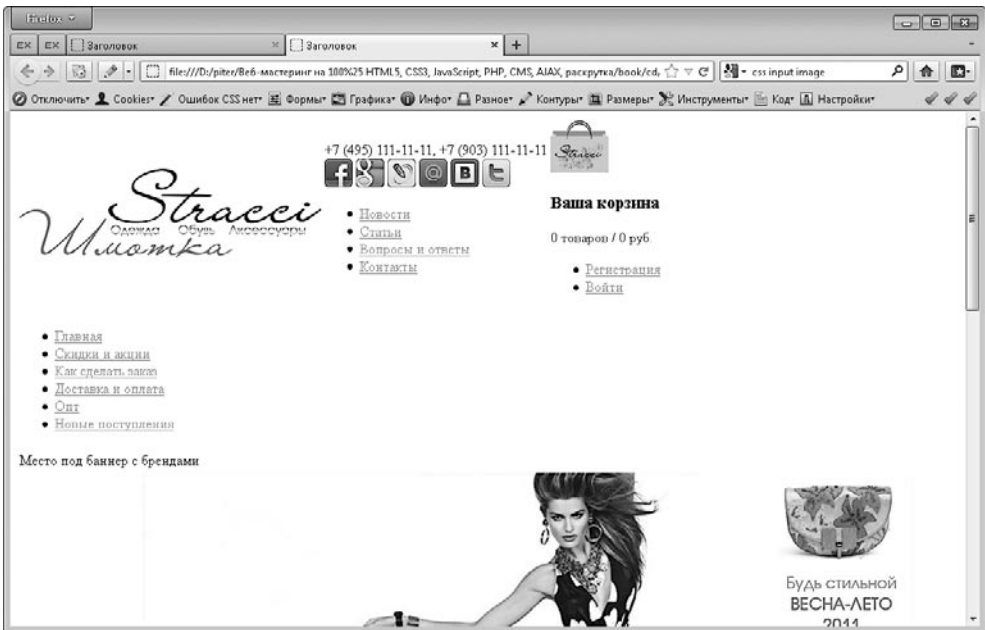 Firefox
EX EX Заголовок × Заголовок × +
file:///D:/piter/Веб-мастеринг на 100%25 HTML5, CSS3, JavaScript, PHP, CMS, AJAX, раскрутка/book/cd, css input image
Отключить Cookies Ошибок CSS нет Формы Графика Инфо Разное Контуры Размеры Инструменты Код Настройки
+7 (495) 111-11-11, +7 (903) 111-11-11
Stracci
Одежда Обувь Аксессуары
Шмотка
Новости
Статьи
Вопросы и ответы
Контакты
Stracci
Ваша корзина
0 товаров / 0 руб.
Регистрация
Войти
Главная
Скидки и акции
Как сделать заказ
Доставка и оплата
Опт
Новые поступления
Место под баннер с брендами
Будь стильной
ВЕСНА-ЛЕТО
2011